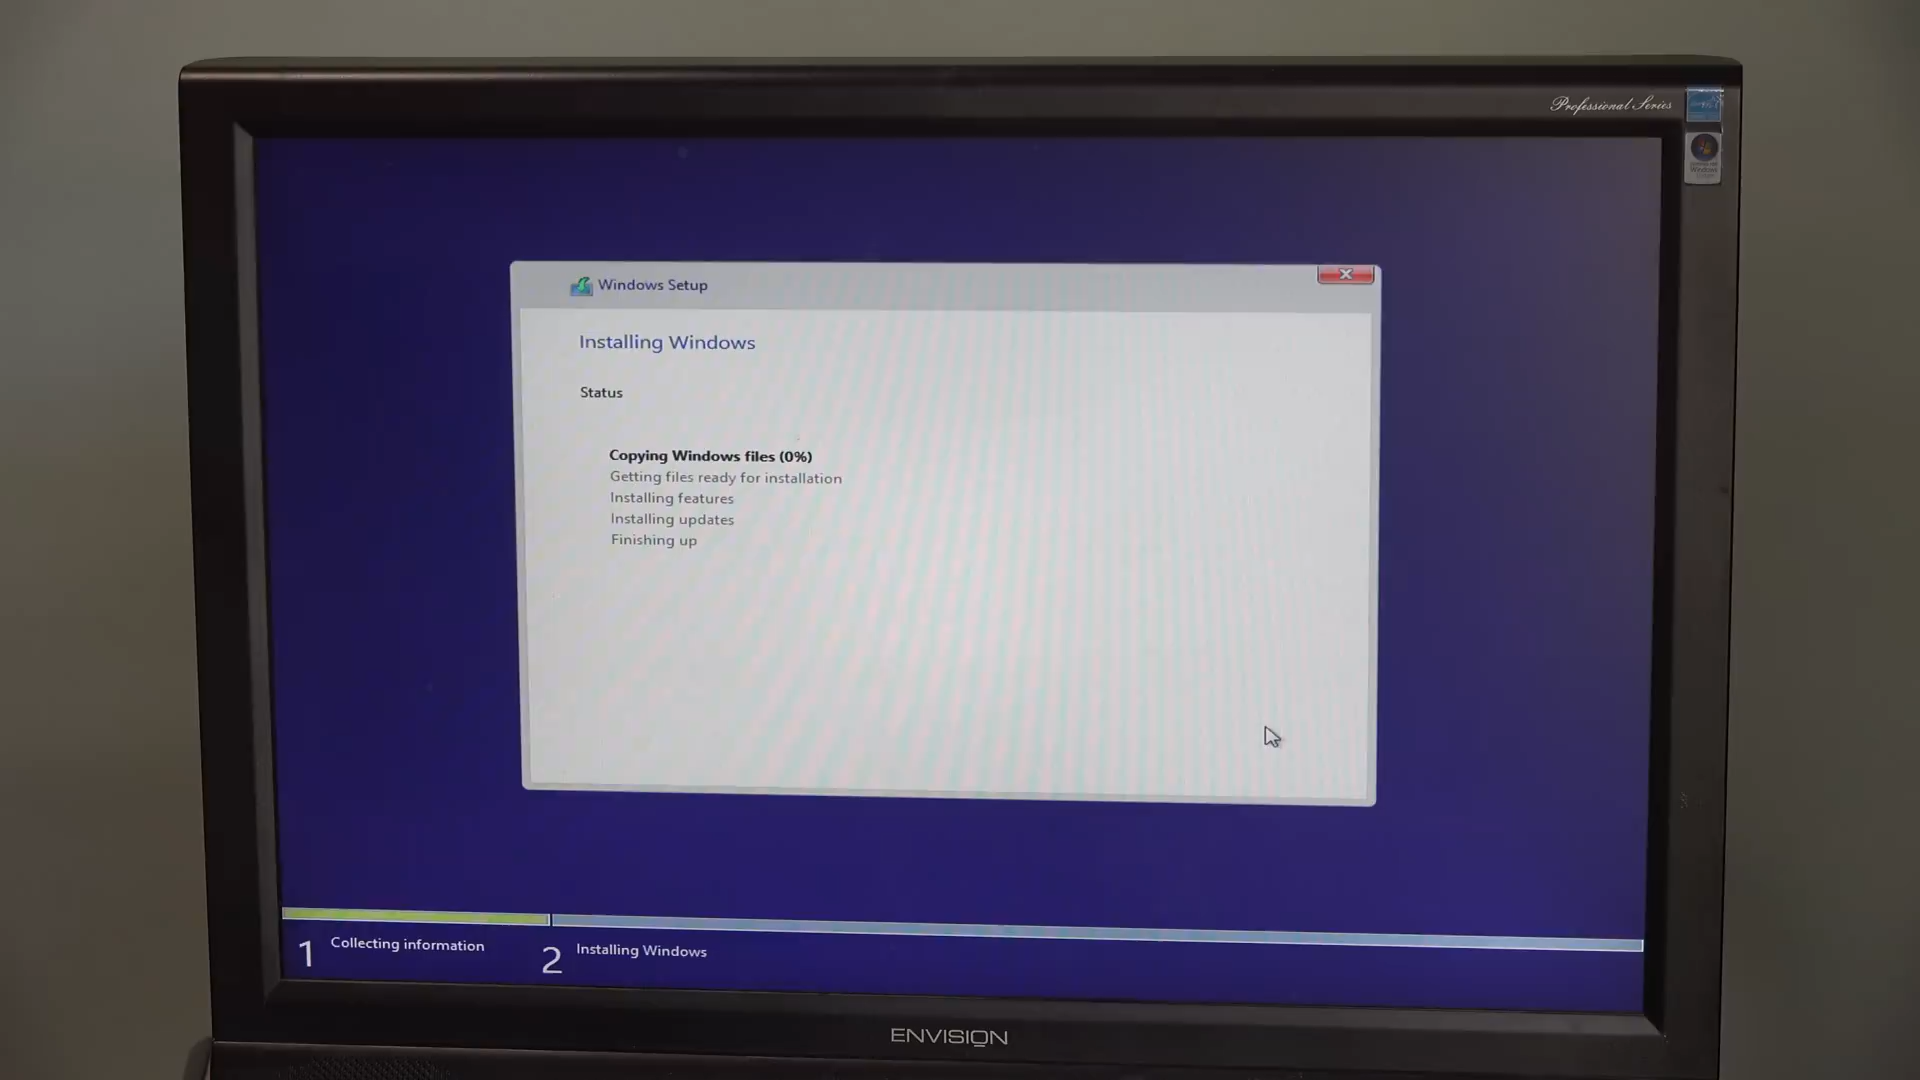 Professional Series
Windows Setup
Installing Windows
Status
Copying Windows files (0%)
Getting files ready for installation
Installing features
Installing updates
Finishing up
1 Collecting information
2 Installing Windows
ENVISION